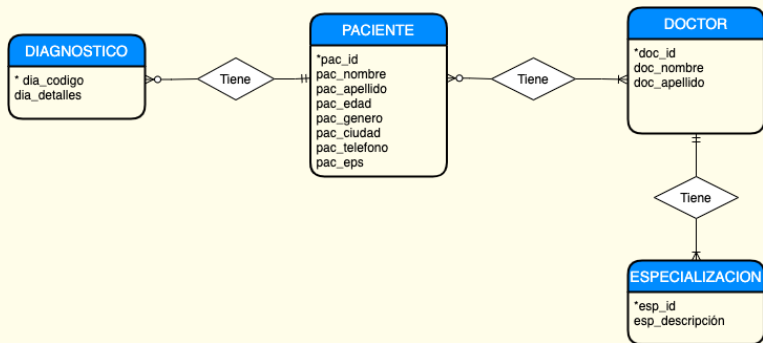 DIAGNOSTICO
* dia_codigo
dia_detalles
Tiene
PACIENTE
*pac_id
pac_nombre
pac_apellido
pac_edad
pac_genero
pac_ciudad
pac_telefono
pac_eps
Tiene
DOCTOR
*doc_id
doc_nombre
doc_apellido
Tiene
ESPECIALIZACION
*esp_id
esp_descripción